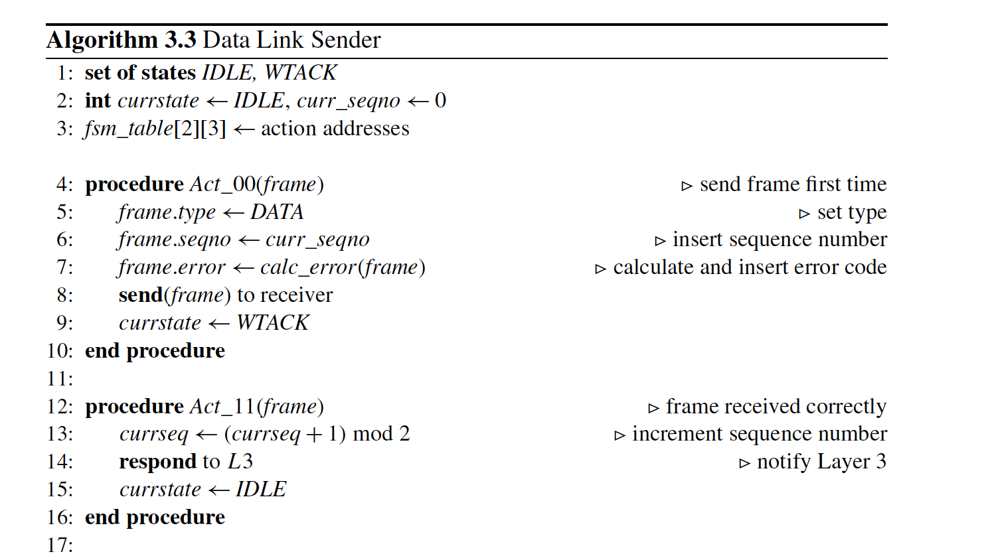 Algorithm 3.3 Data Link Sender
1: set of states IDLE, WTACK
2: int currstate ← IDLE, curr_seqno ← 0
3: fsm_table[2][3] ← action addresses
4: procedure Act_00(frame) ▷ send frame first time
5: frame.type ← DATA ▷ set type
6: frame.seqno ← curr_seqno ▷ insert sequence number
7: frame.error ← calc_error(frame) ▷ calculate and insert error code
8: send(frame) to receiver
9: currstate ← WTACK
10: end procedure
11:
12: procedure Act_11(frame) ▷ frame received correctly
13: currseq ← (currseq + 1) mod 2 ▷ increment sequence number
14: respond to L3 ▷ notify Layer 3
15: currstate ← IDLE
16: end procedure
17: